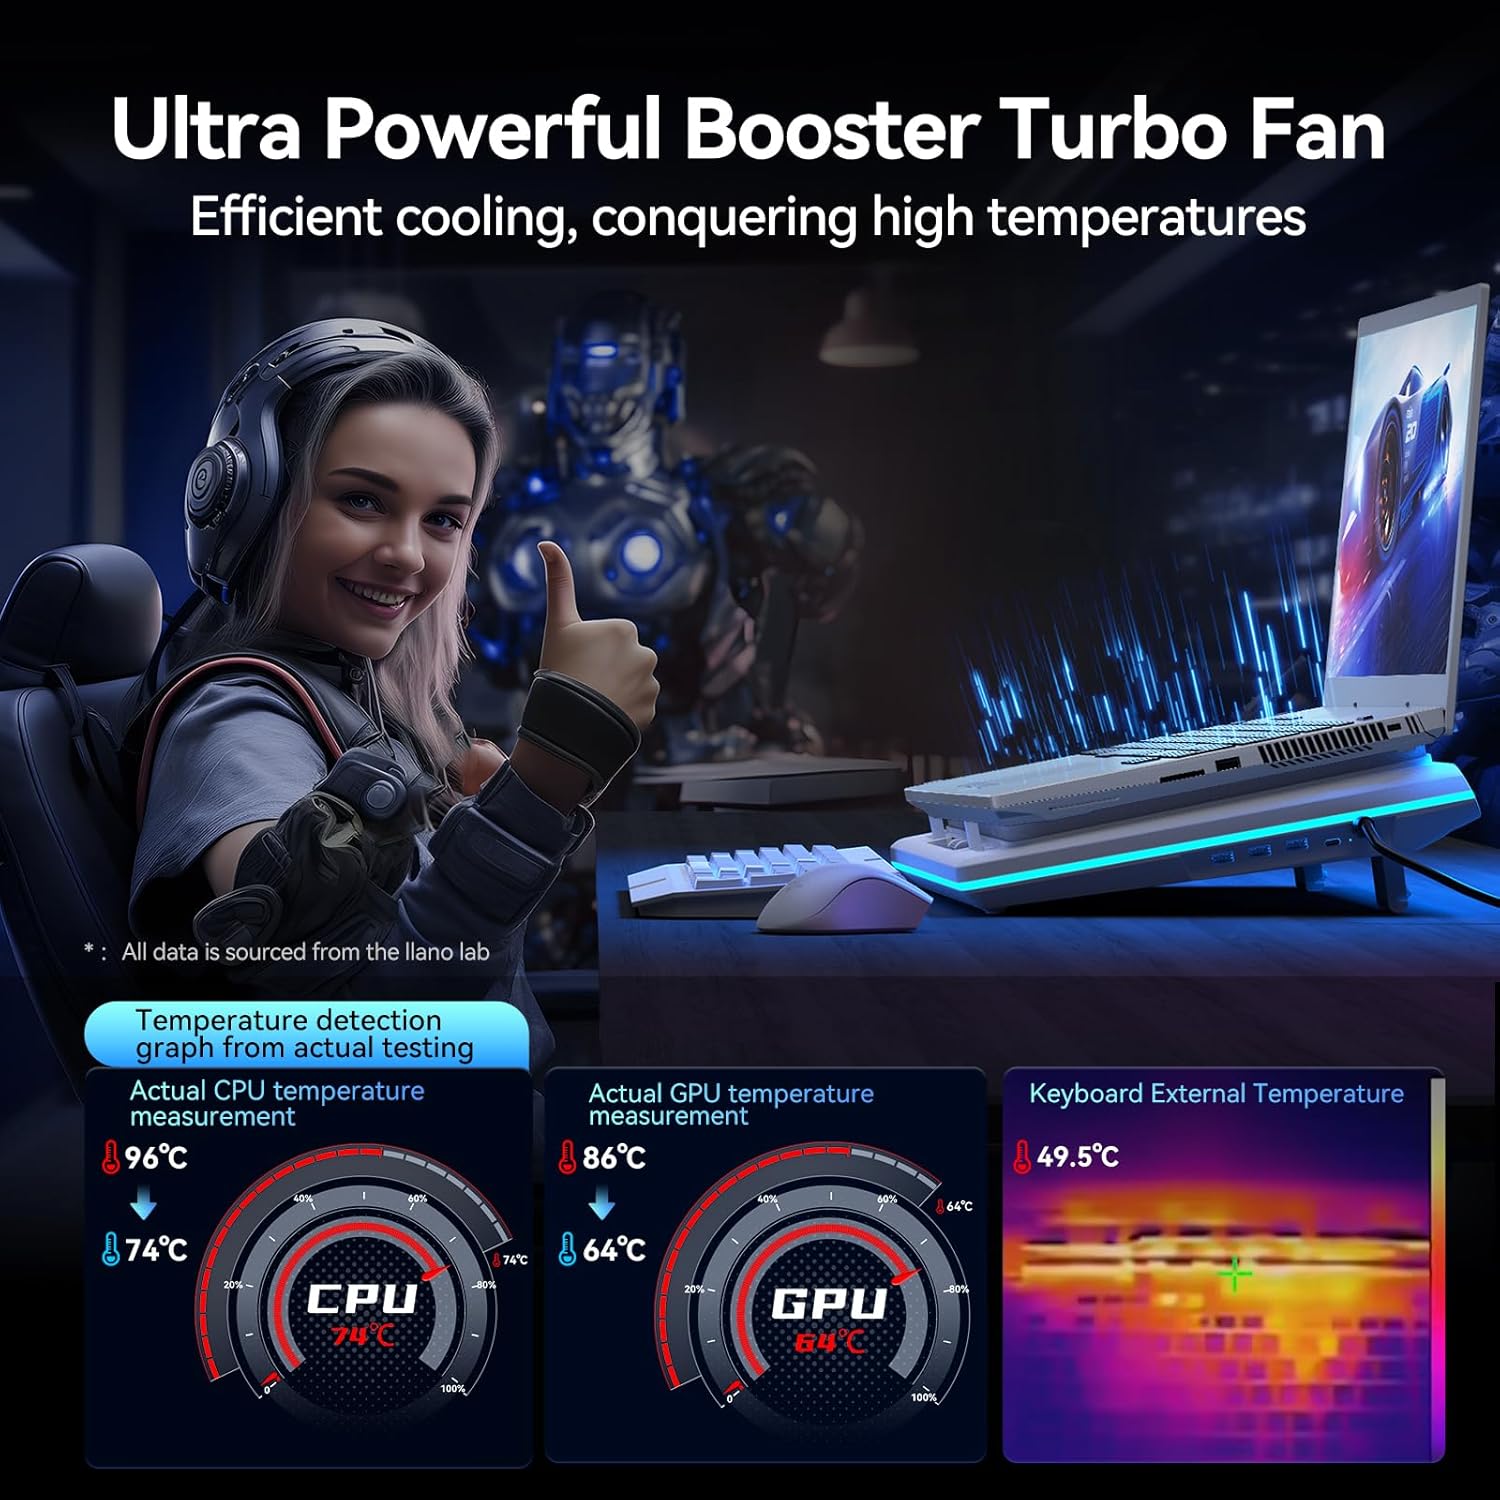 Ultra Powerful Booster Turbo Fan
Efficient cooling, conquering high temperatures
20
* : All data is sourced from the llano lab
Temperature detection
graph from actual testing
Actual CPU temperature
measurement
96℃
74℃
0
20%
40%
60%
80%
100%
74℃
CPU
74℃
Actual GPU temperature
measurement
86℃
64℃
0
20%
40%
60%
80%
100%
64℃
GPU
64℃
Keyboard External Temperature
49.5℃